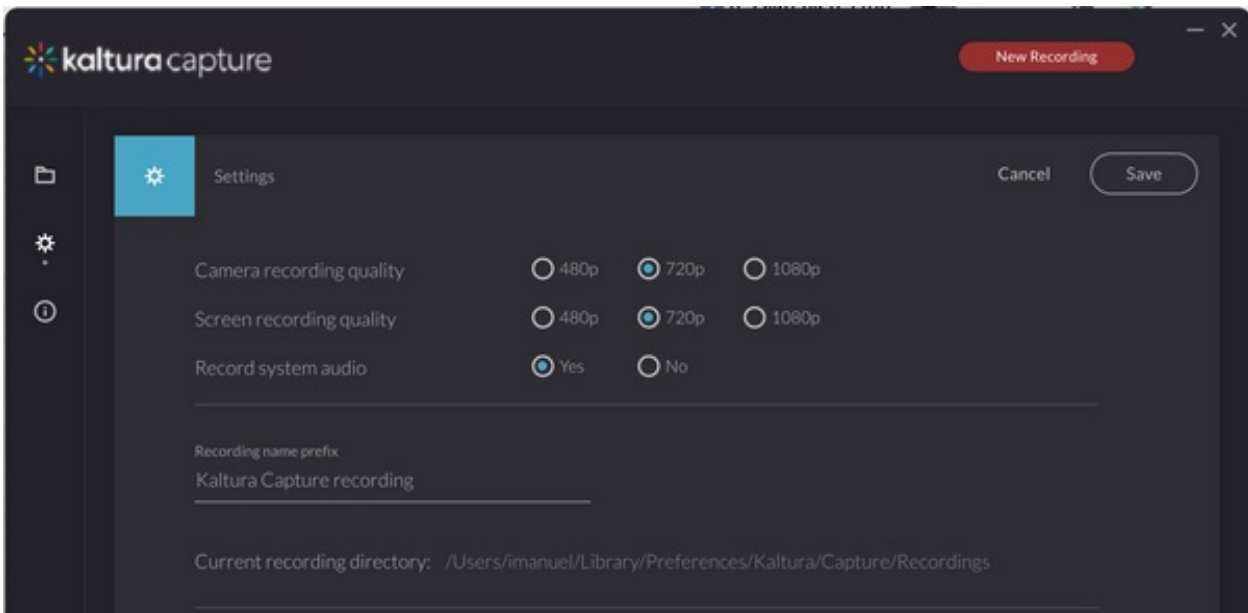 kaltura capture
New Recording
Settings
Cancel
Save
Camera recording quality
480p
720p
1080p
Screen recording quality
480p
720p
1080p
Record system audio
Yes
No
Recording name prefix
Kaltura Capture recording
Current recording directory: /Users/imanuel/Library/Preferences/Kaltura/Capture/Recordings